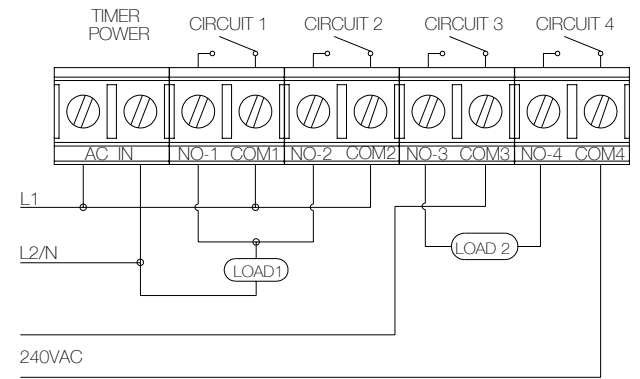 TIMER
POWER
CIRCUIT 1
CIRCUIT 2
CIRCUIT 3
CIRCUIT 4
AC IN
NO-1
COM1
NO-2
COM2
NO-3
COM3
NO-4
COM4
L1
L2/N
LOAD1
LOAD 2
240VAC